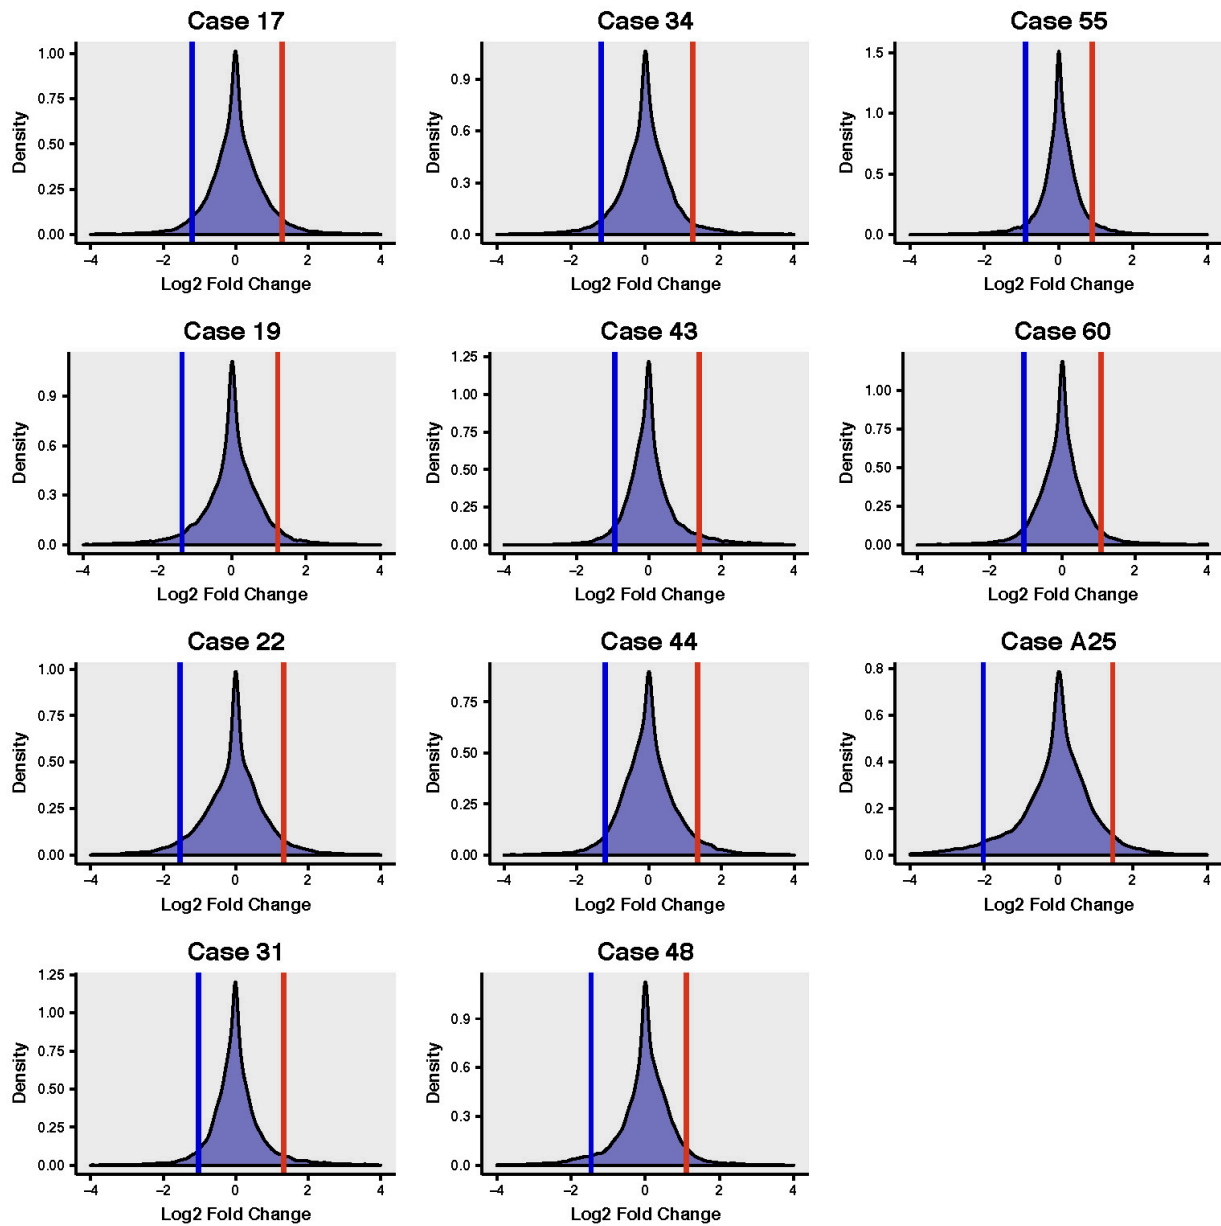 Case 17
Density
1.00
0.75
0.50
0.25
0.00
−4 −2 0 2 4
Log2 Fold Change
Case 34
Density
0.9
0.6
0.3
0.0
−4 −2 0 2 4
Log2 Fold Change
Case 55
Density
1.5
1.0
0.5
0.0
−4 −2 0 2 4
Log2 Fold Change
Case 19
Density
0.9
0.6
0.3
0.0
−4 −2 0 2 4
Log2 Fold Change
Case 43
Density
1.25
1.00
0.75
0.50
0.25
0.00
−4 −2 0 2 4
Log2 Fold Change
Case 60
Density
1.00
0.75
0.50
0.25
0.00
−4 −2 0 2 4
Log2 Fold Change
Case 22
Density
1.00
0.75
0.50
0.25
0.00
−4 −2 0 2 4
Log2 Fold Change
Case 44
Density
0.75
0.50
0.25
0.00
−4 −2 0 2 4
Log2 Fold Change
Case A25
Density
0.8
0.6
0.4
0.2
0.0
−4 −2 0 2 4
Log2 Fold Change
Case 31
Density
1.25
1.00
0.75
0.50
0.25
0.00
−4 −2 0 2 4
Log2 Fold Change
Case 48
Density
0.9
0.6
0.3
0.0
−4 −2 0 2 4
Log2 Fold Change